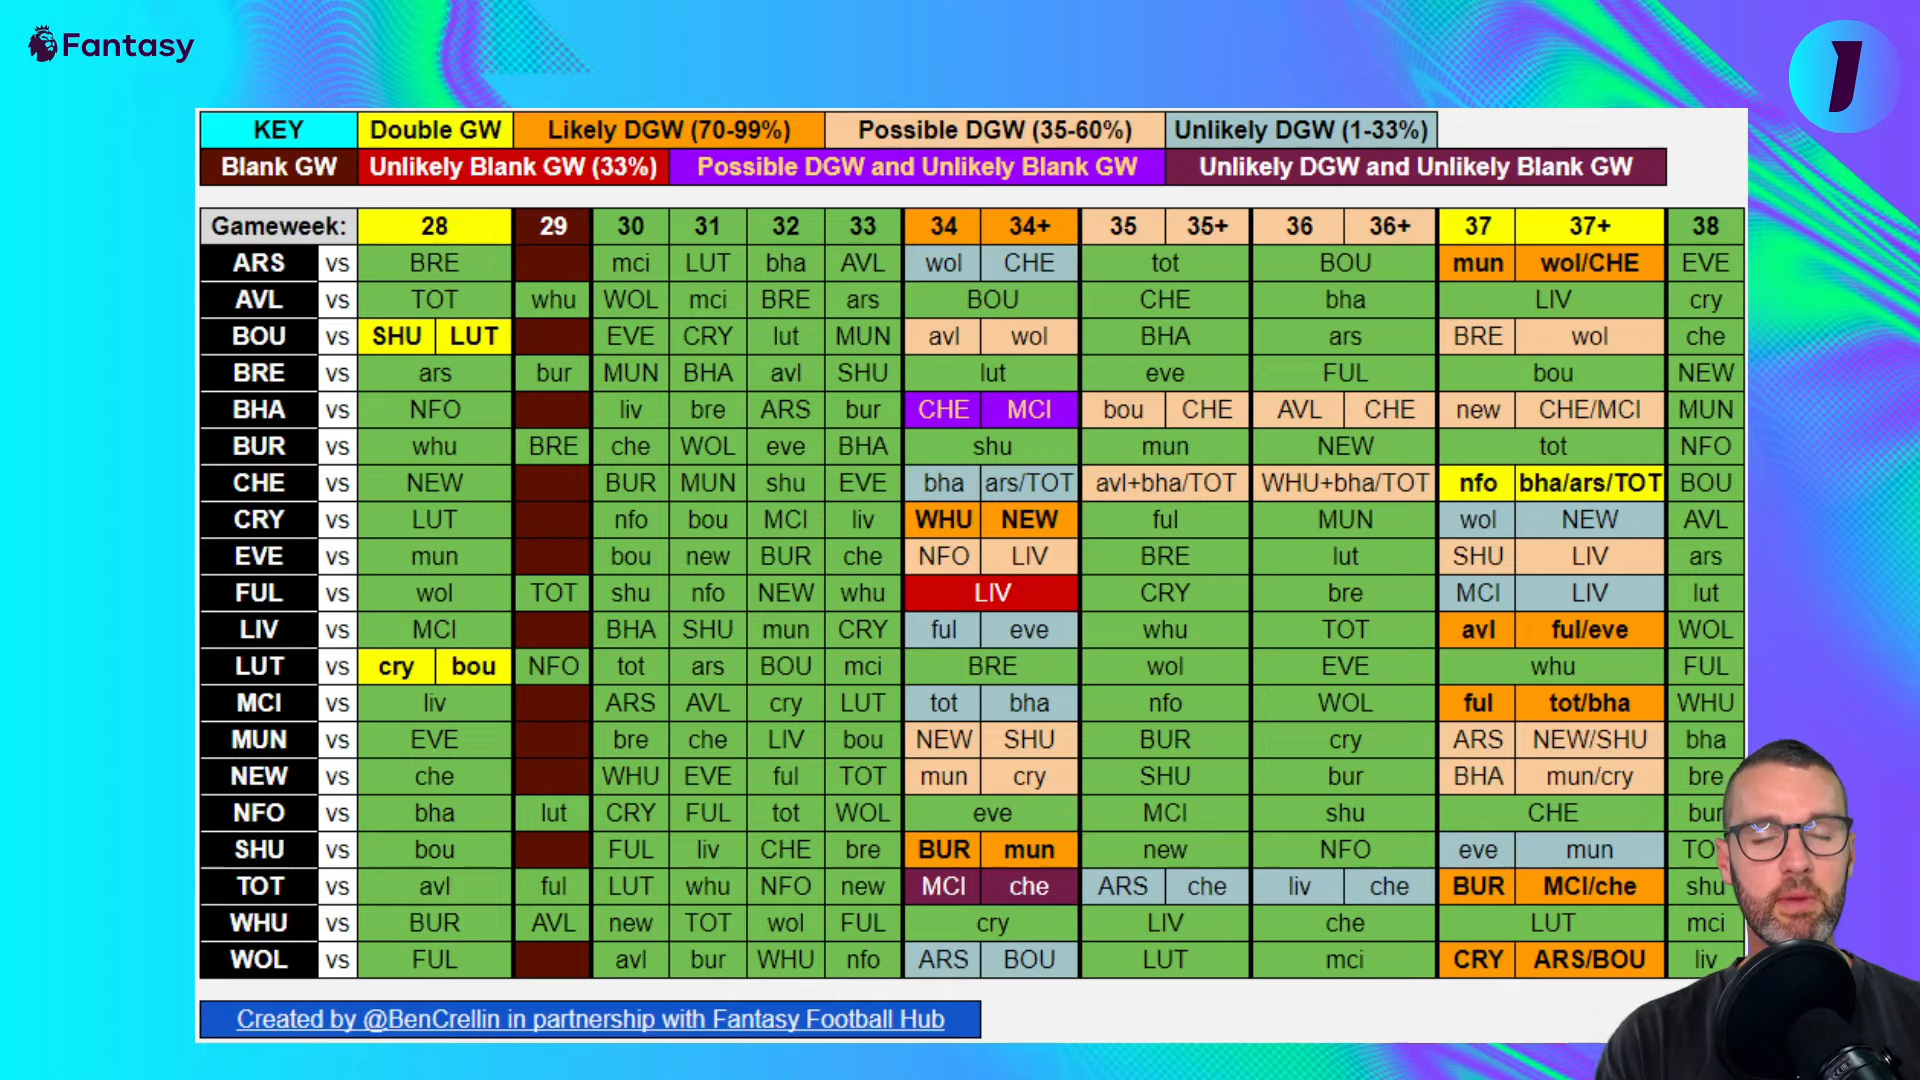 Fantasy
KEY Double GW Likely DGW (70-99%) Possible DGW (35-60%) Unlikely DGW (1-33%)
Blank GW Unlikely Blank GW (33%) Possible DGW and Unlikely Blank GW Unlikely DGW and Unlikely Blank GW
Gameweek: 28 29 30 31 32 33 34 34+ 35 35+ 36 36+ 37 37+ 38
ARS vs BRE mci LUT bha AVL wol CHE tot BOU mun wol/CHE EVE
AVL vs TOT whu WOL mci BRE ars BOU CHE bha LIV cry
BOU vs SHU LUT EVE CRY lut MUN avl wol BHA ars BRE wol che
BRE vs ars bur MUN BHA avl SHU lut eve FUL bou NEW
BHA vs NFO liv bre ARS bur CHE MCI bou CHE AVL CHE new CHE/MCI MUN
BUR vs whu BRE che WOL eve BHA shu mun NEW tot NFO
CHE vs NEW BUR MUN shu EVE bha ars/TOT avl+bha/TOT WHU+bha/TOT nfo bha/ars/TOT BOU
CRY vs LUT nfo bou MCI liv WHU NEW ful MUN wol NEW AVL
EVE vs mun bou new BUR che NFO LIV BRE lut SHU LIV ars
FUL vs wol TOT shu nfo NEW whu LIV CRY bre MCI LIV lut
LIV vs MCI BHA SHU mun CRY ful eve whu TOT avl ful/eve WOL
LUT vs cry bou NFO tot ars BOU mci BRE wol EVE whu FUL
MCI vs liv ARS AVL cry LUT tot bha nfo WOL ful tot/bha WHU
MUN vs EVE bre che LIV bou NEW SHU BUR cry ARS NEW/SHU bha
NEW vs che WHU EVE ful TOT mun cry SHU bur BHA mun/cry bre
NFO vs bha lut CRY FUL tot WOL eve MCI shu CHE bur
SHU vs bou FUL liv CHE bre BUR mun new NFO eve mun TO
TOT vs avl ful LUT whu NFO new MCI che ARS che liv che BUR MCI/che shu
WHU vs BUR AVL new TOT wol FUL cry LIV che LUT mci
WOL vs FUL avl bur WHU nfo ARS BOU LUT mci CRY ARS/BOU liv
Created by @BenCrellin in partnership with Fantasy Football Hub